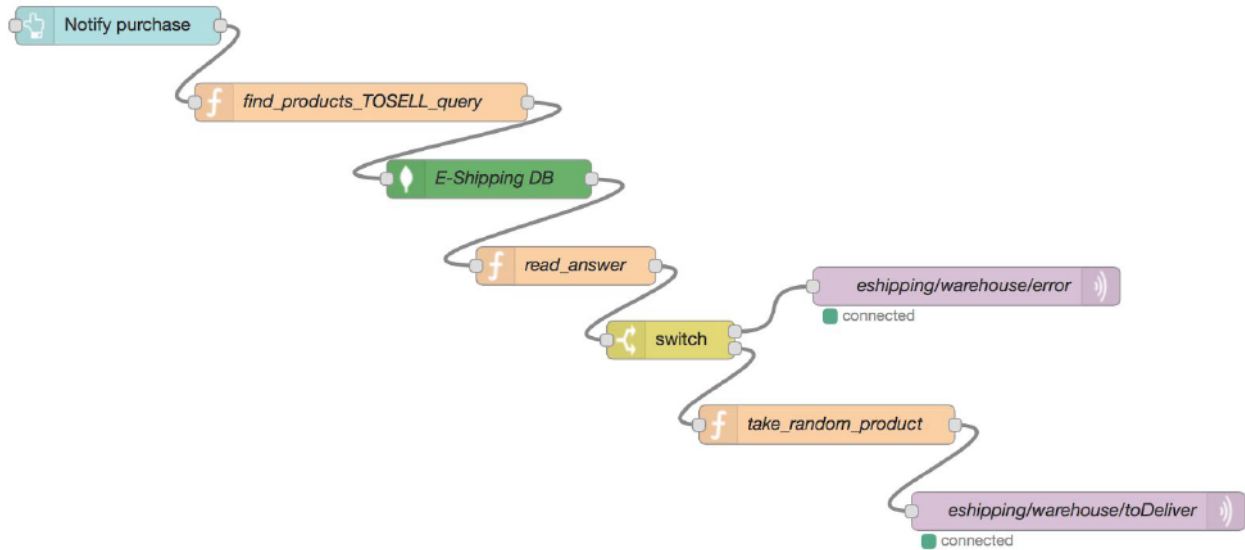 Notify purchase
find_products_TOSELL_query
E-Shipping DB
read_answer
eshipping/warehouse/error
connected
switch
take_random_product
eshipping/warehouse/toDeliver
connected